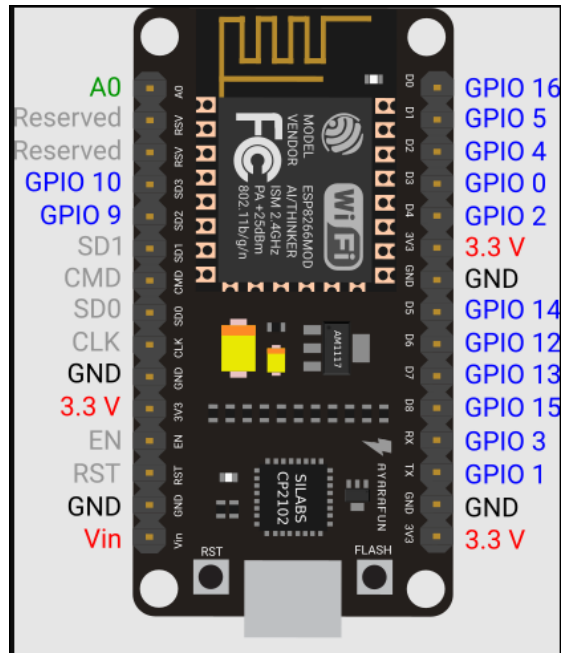 A0
Reserved
Reserved
GPIO 10
GPIO 9
SD1
CMD
SD0
CLK
GND
3.3 V
EN
RST
GND
Vin
A0
RSV
RSV
SD3
SD2
SD1
CMD
SD0
CLK
GND
3V3
EN
RST
GND
Vin
MODEL
VENDOR
ESP8266MOD
AI/THINKER
ISM 2.4GHz
PA +25dBm
802.11b/g/n
FC
Wi Fi
AM1117
SILABS
CP2102
AYARAFUN
RST
FLASH
D0
D1
D2
D3
D4
3V3
GND
D5
D6
D7
D8
RX
TX
GND
3V3
GPIO 16
GPIO 5
GPIO 4
GPIO 0
GPIO 2
3.3 V
GND
GPIO 14
GPIO 12
GPIO 13
GPIO 15
GPIO 3
GPIO 1
GND
3.3 V